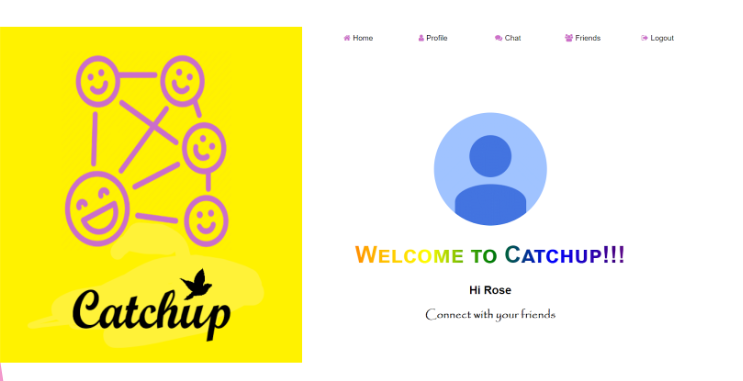 Home Profile Chat Friends Logout
Catchup
WELCOME TO CATCHUP!!!
Hi Rose
Connect with your friends